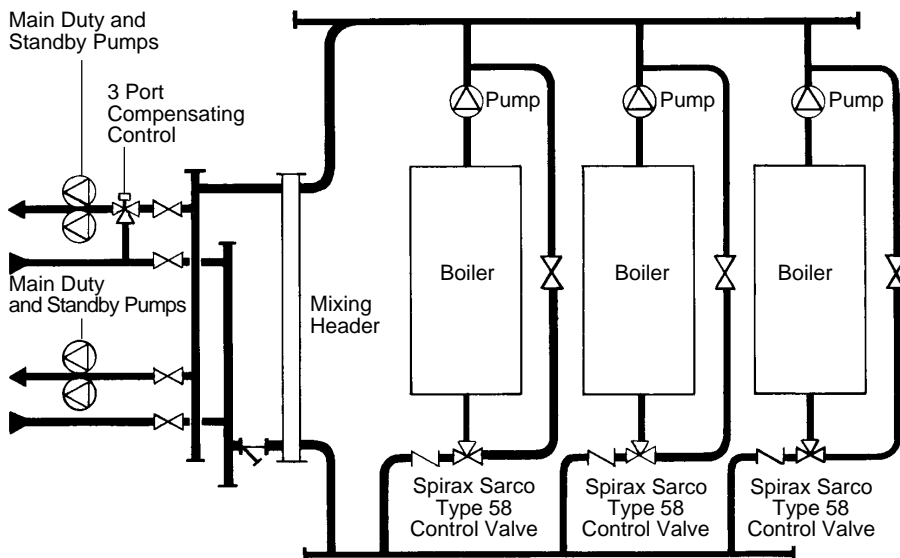 Main Duty and
Standby Pumps
3 Port
Compensating
Control
Main Duty
and Standby Pumps
Mixing
Header
Pump
Boiler
Spirax Sarco
Type 58
Control Valve
Pump
Boiler
Spirax Sarco
Type 58
Control Valve
Pump
Boiler
Spirax Sarco
Type 58
Control Valve